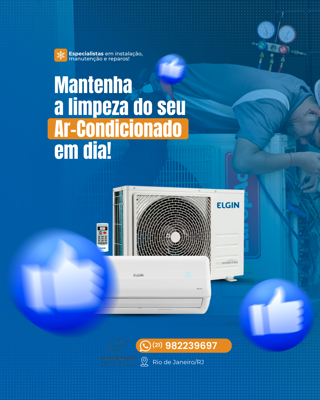 Especialistas em instalação,
manutenção e reparos!
Mantenha
a limpeza do seu
Ar-Condicionado
em dia!
ELGIN
ELGIN
(21) 982239697
Rio de Janeiro/RJ